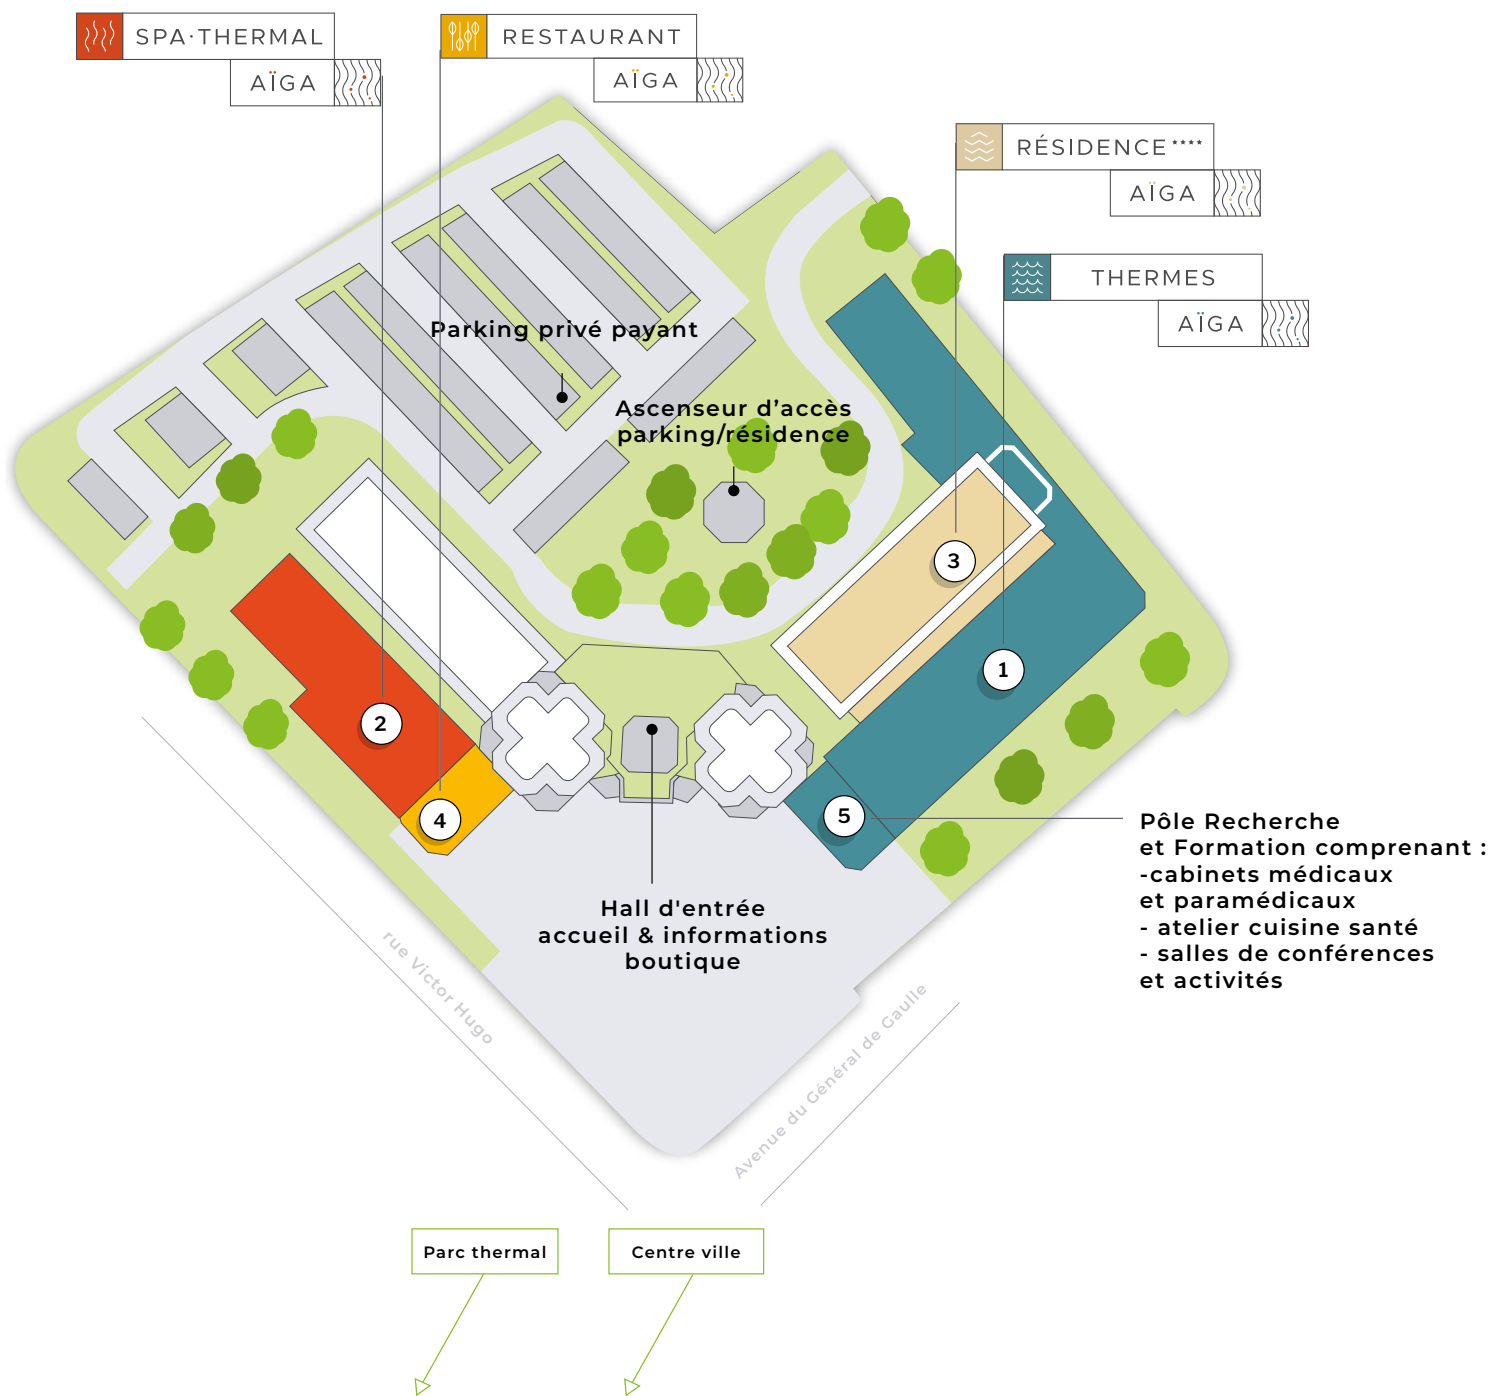 SPA·THERMAL
AÏGA
RESTAURANT
AÏGA
RÉSIDENCE****
AÏGA
THERMES
AÏGA
Parking privé payant
Ascenseur d’accès
parking/résidence
3
1
2
4
5
Pôle Recherche
et Formation comprenant :
-cabinets médicaux
et paramédicaux
- atelier cuisine santé
- salles de conférences
et activités
Hall d'entrée
accueil & informations
boutique
rue Victor Hugo
Avenue du Général de Gaulle
Parc thermal
Centre ville